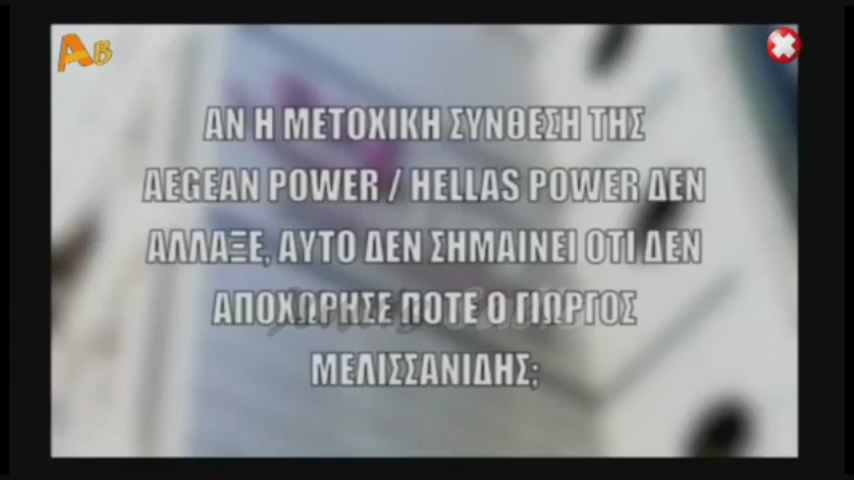 AB
ΑΝ Η ΜΕΤΟΧΙΚΗ ΣΥΝΘΕΣΗ ΤΗΣ
AEGEAN POWER / HELLAS POWER ΔΕΝ
ΑΛΛΑΞΕ, ΑΥΤΟ ΔΕΝ ΣΗΜΑΙΝΕΙ ΟΤΙ ΔΕΝ
ΑΠΟΧΩΡΗΣΕ ΠΟΤΕ Ο ΓΙΩΡΓΟΣ
ΜΕΛΙΣΣΑΝΙΔΗΣ;